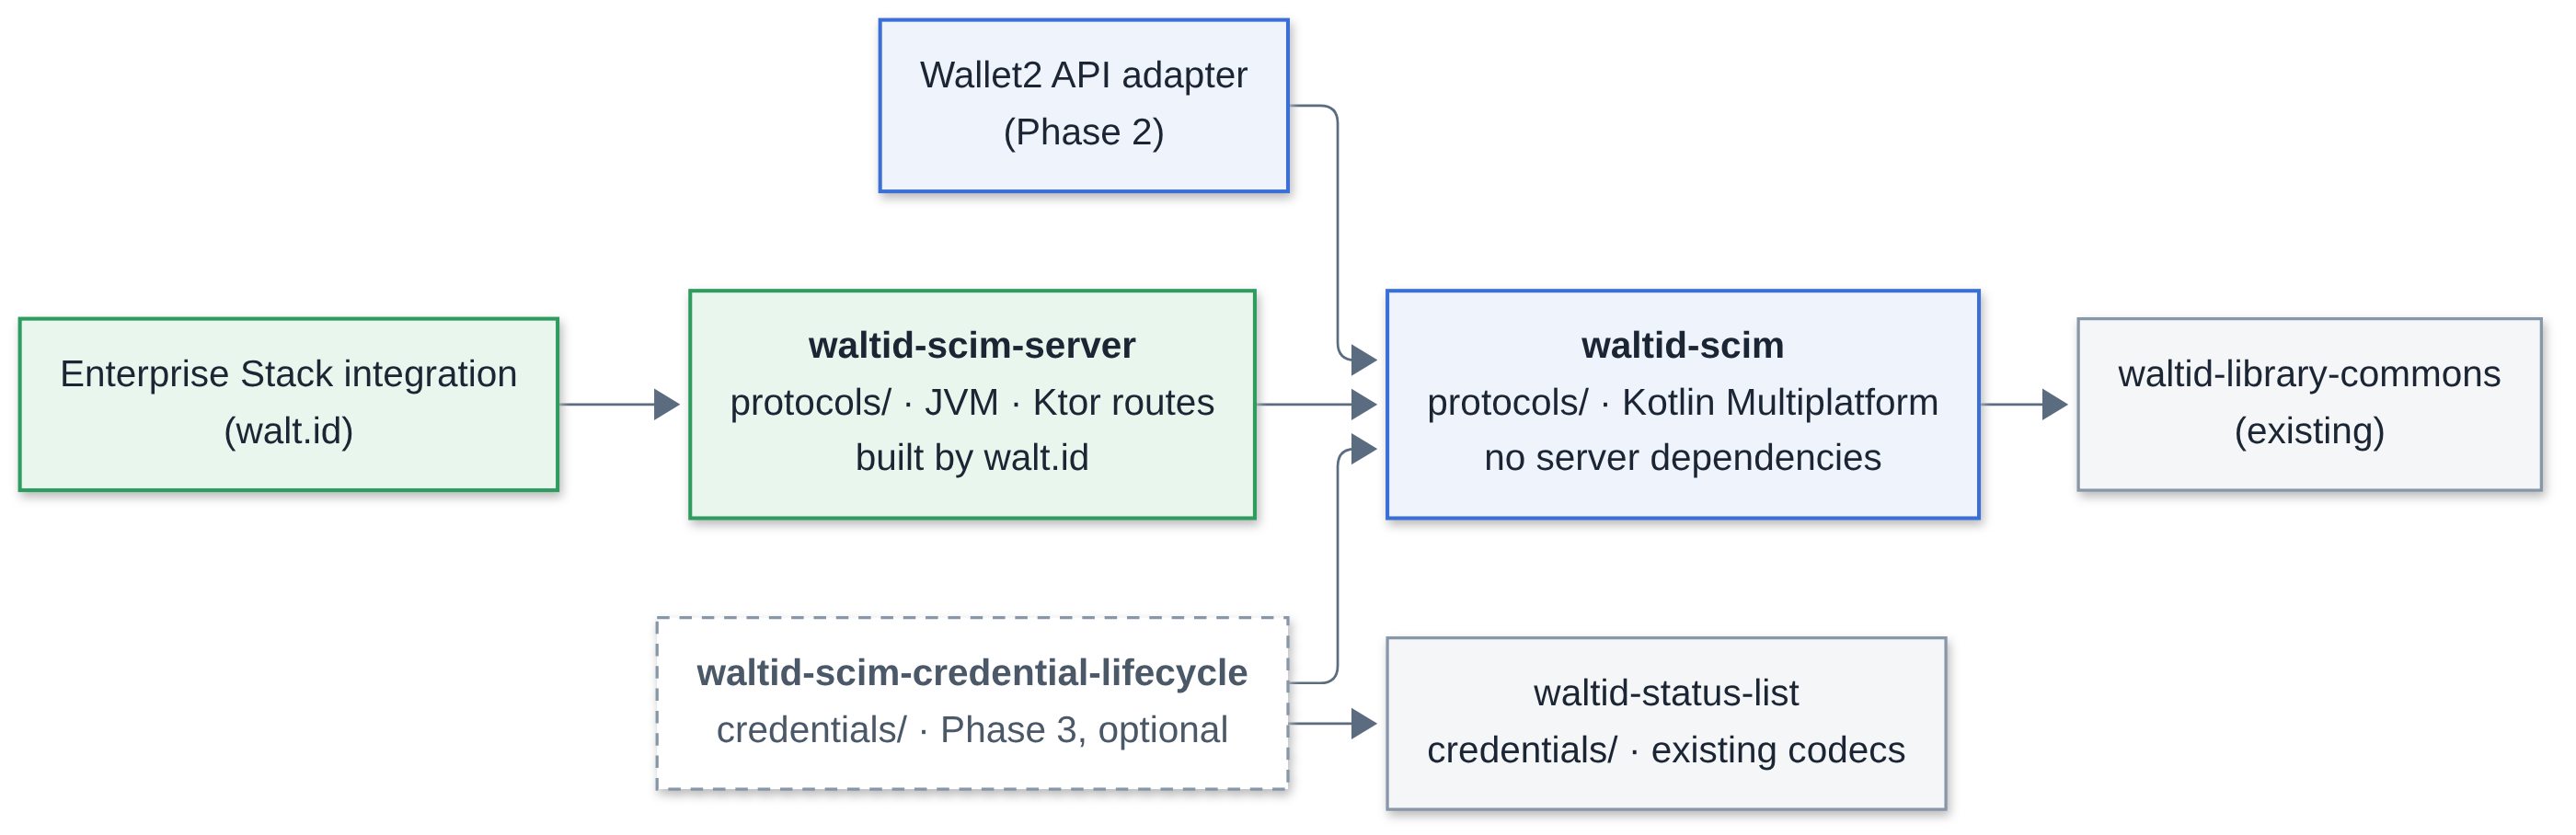 Wallet2 API adapter
(Phase 2)
Enterprise Stack integration
(walt.id)
waltid-scim-server
protocols/ · JVM · Ktor routes
built by walt.id
waltid-scim
protocols/ · Kotlin Multiplatform
no server dependencies
waltid-library-commons
(existing)
waltid-scim-credential-lifecycle
credentials/ · Phase 3, optional
waltid-status-list
credentials/ · existing codecs